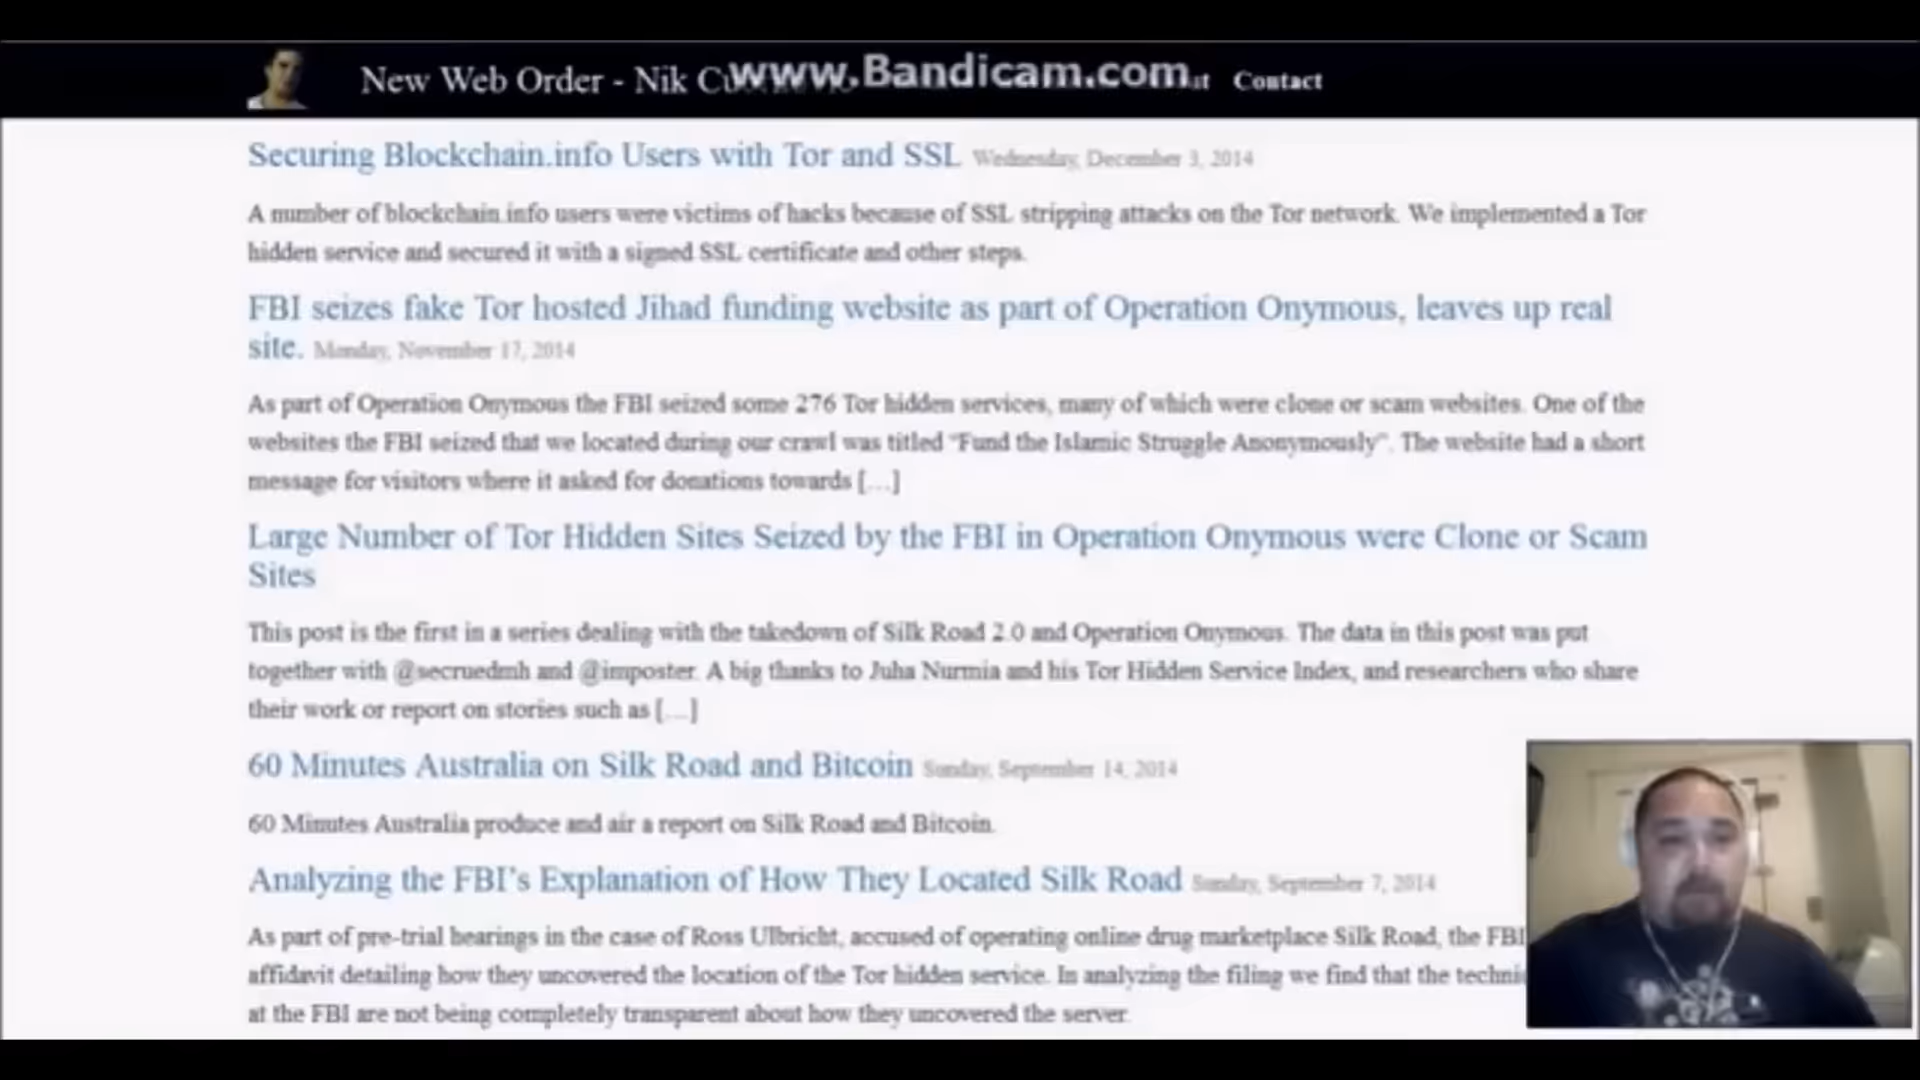 New Web Order - Nik Cu
www.Bandicam.com
Contact
Securing Blockchain.info Users with Tor and SSL Wednesday, December 3, 2014
A number of blockchain.info users were victims of hacks because of SSL stripping attacks on the Tor network. We implemented a Tor
hidden service and secured it with a signed SSL certificate and other steps.
FBI seizes fake Tor hosted Jihad funding website as part of Operation Onymous, leaves up real
site. Monday, November 17, 2014
As part of Operation Onymous the FBI seized some 276 Tor hidden services, many of which were clone or scam websites. One of the
websites the FBI seized that we located during our crawl was titled "Fund the Islamic Struggle Anonymously". The website had a short
message for visitors where it asked for donations towards [...]
Large Number of Tor Hidden Sites Seized by the FBI in Operation Onymous were Clone or Scam
Sites
This post is the first in a series dealing with the takedown of Silk Road 2.0 and Operation Onymous. The data in this post was put
together with @secruedmh and @imposter. A big thanks to Juha Nurmia and his Tor Hidden Service Index, and researchers who share
their work or report on stories such as [...]
60 Minutes Australia on Silk Road and Bitcoin Sunday, September 14, 2014
60 Minutes Australia produce and air a report on Silk Road and Bitcoin.
Analyzing the FBI's Explanation of How They Located Silk Road Sunday, September 7, 2014
As part of pre-trial hearings in the case of Ross Ulbricht, accused of operating online drug marketplace Silk Road, the FBI
affidavit detailing how they uncovered the location of the Tor hidden service. In analyzing the filing we find that the techni
at the FBI are not being completely transparent about how they uncovered the server.